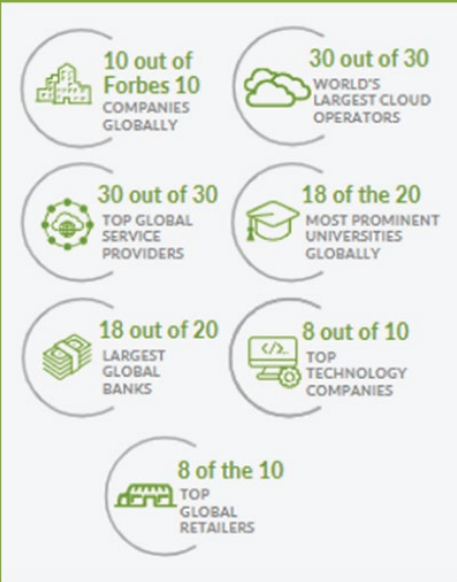 10 out of
Forbes 10
COMPANIES
GLOBALLY
30 out of 30
WORLD'S
LARGEST CLOUD
OPERATORS
30 out of 30
TOP GLOBAL
SERVICE
PROVIDERS
18 of the 20
MOST PROMINENT
UNIVERSITIES
GLOBALLY
18 out of 20
LARGEST
GLOBAL
BANKS
8 out of 10
TOP
TECHNOLOGY
COMPANIES
8 of the 10
TOP
GLOBAL
RETAILERS